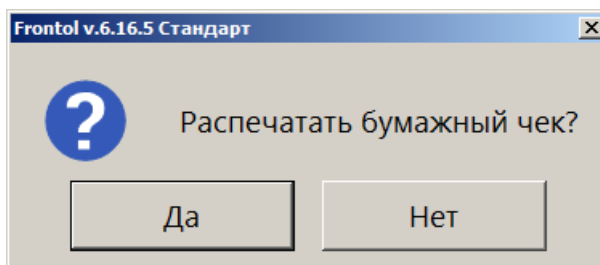 Frontol v.6.16.5 Стандарт
?
Распечатать бумажный чек?
Да
Нет